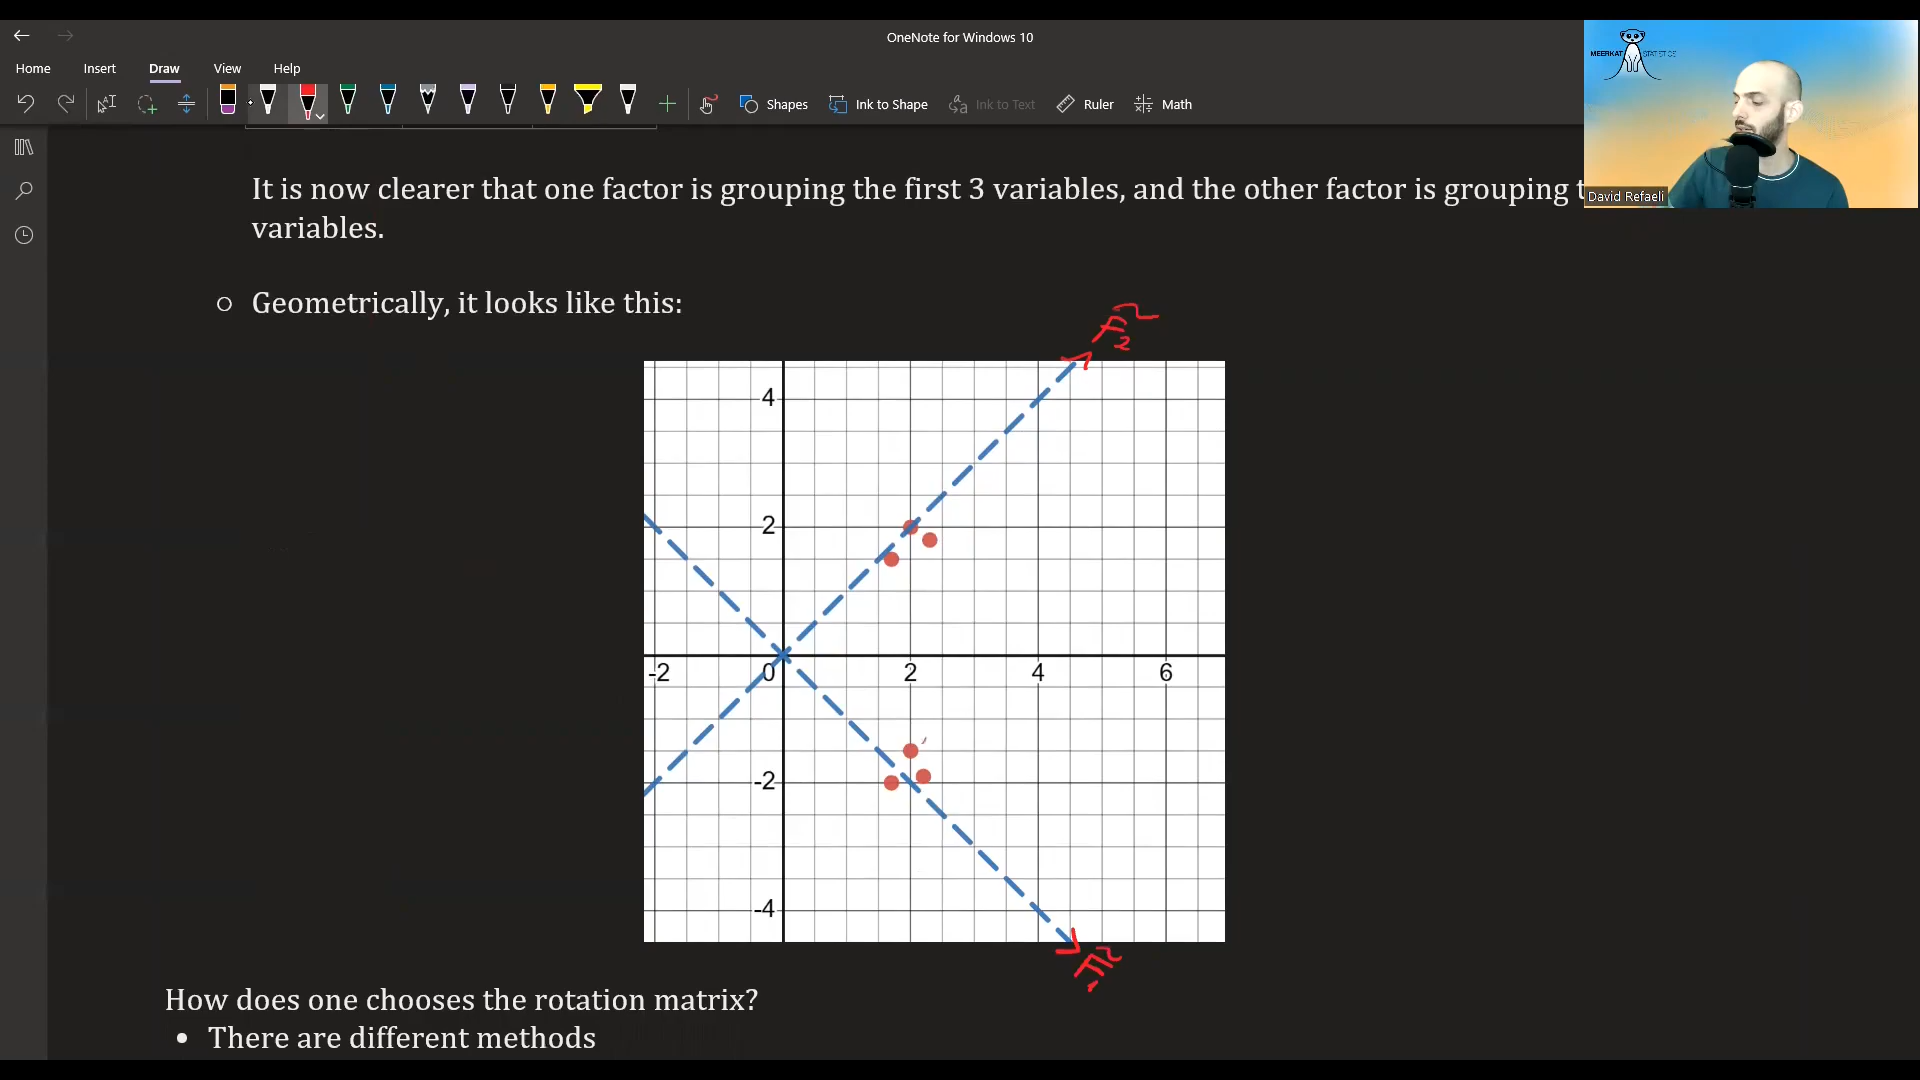 OneNote for Windows 10
MEERKAT STATISTICS
Home Insert Draw View Help
Shapes Ink to Shape Ink to Text Ruler Math
David Refaeli
It is now clearer that one factor is grouping the first 3 variables, and the other factor is grouping
variables.
Geometrically, it looks like this:
F̃2
4
2
-2 0 2 4 6
-2
-4
F̃1
How does one chooses the rotation matrix?
There are different methods